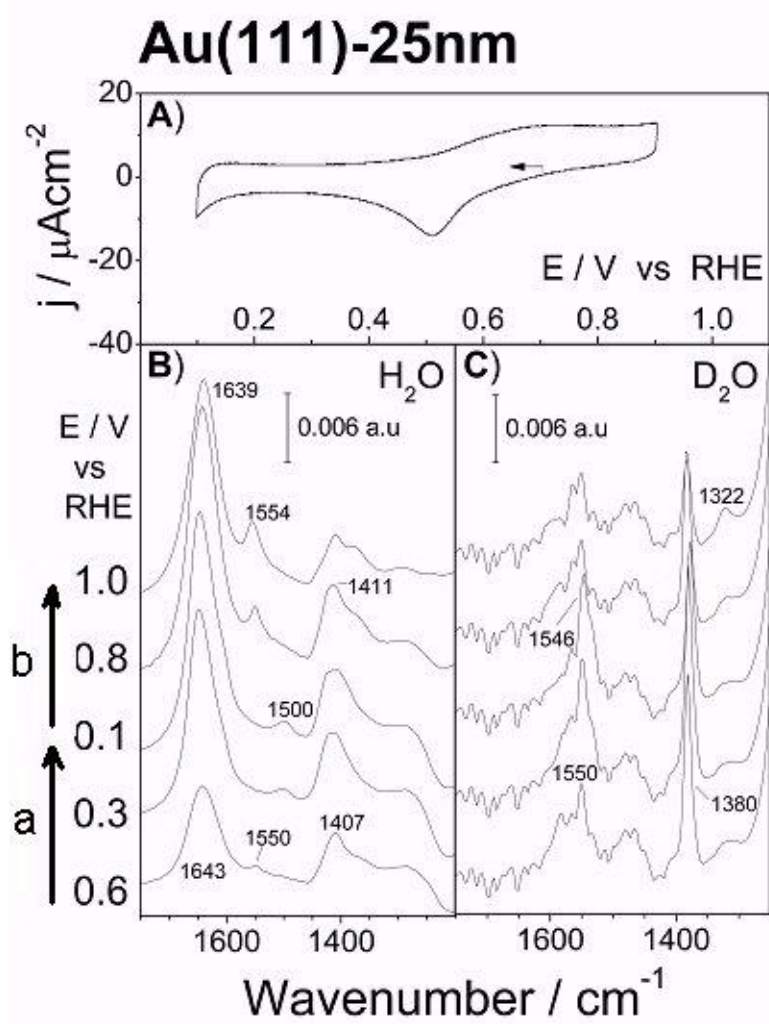 Au(111)-25nm
A)
j / μAcm-2
20
0
-20
-40
E / V vs RHE
0.2 0.4 0.6 0.8 1.0
B)
H2O
1639
0.006 a.u
E / V
vs
RHE
1554
1.0
1411
b
0.8
1500
0.1
a
0.3
1550
1407
1643
0.6
1600 1400
C)
D2O
0.006 a.u
1322
1546
1550
1380
1600 1400
Wavenumber / cm-1